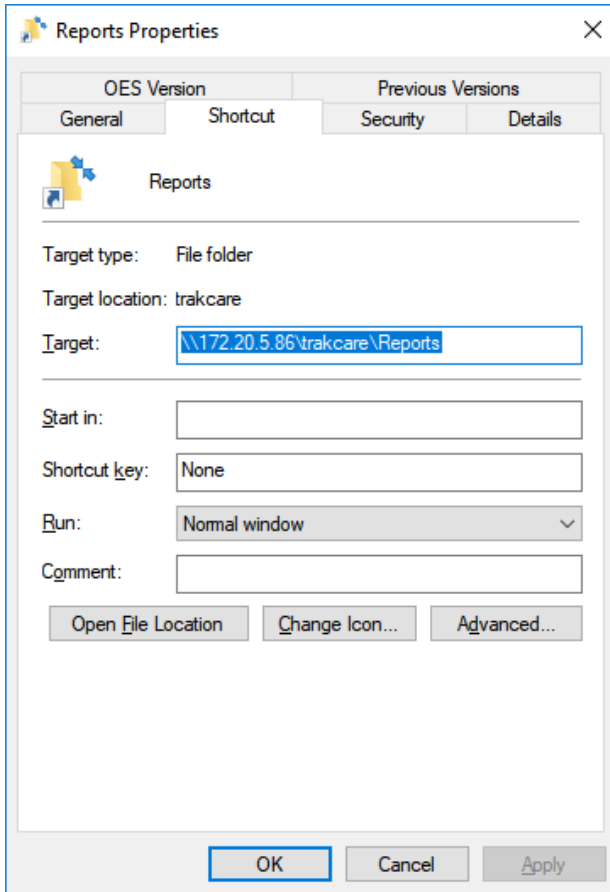 Reports Properties
OES Version
Previous Versions
General
Shortcut
Security
Details
Reports
Target type: File folder
Target location: trakcare
Target: \\172.20.5.86\trakcare\Reports
Start in:
Shortcut key: None
Run: Normal window
Comment:
Open File Location Change Icon... Advanced...
OK Cancel Apply